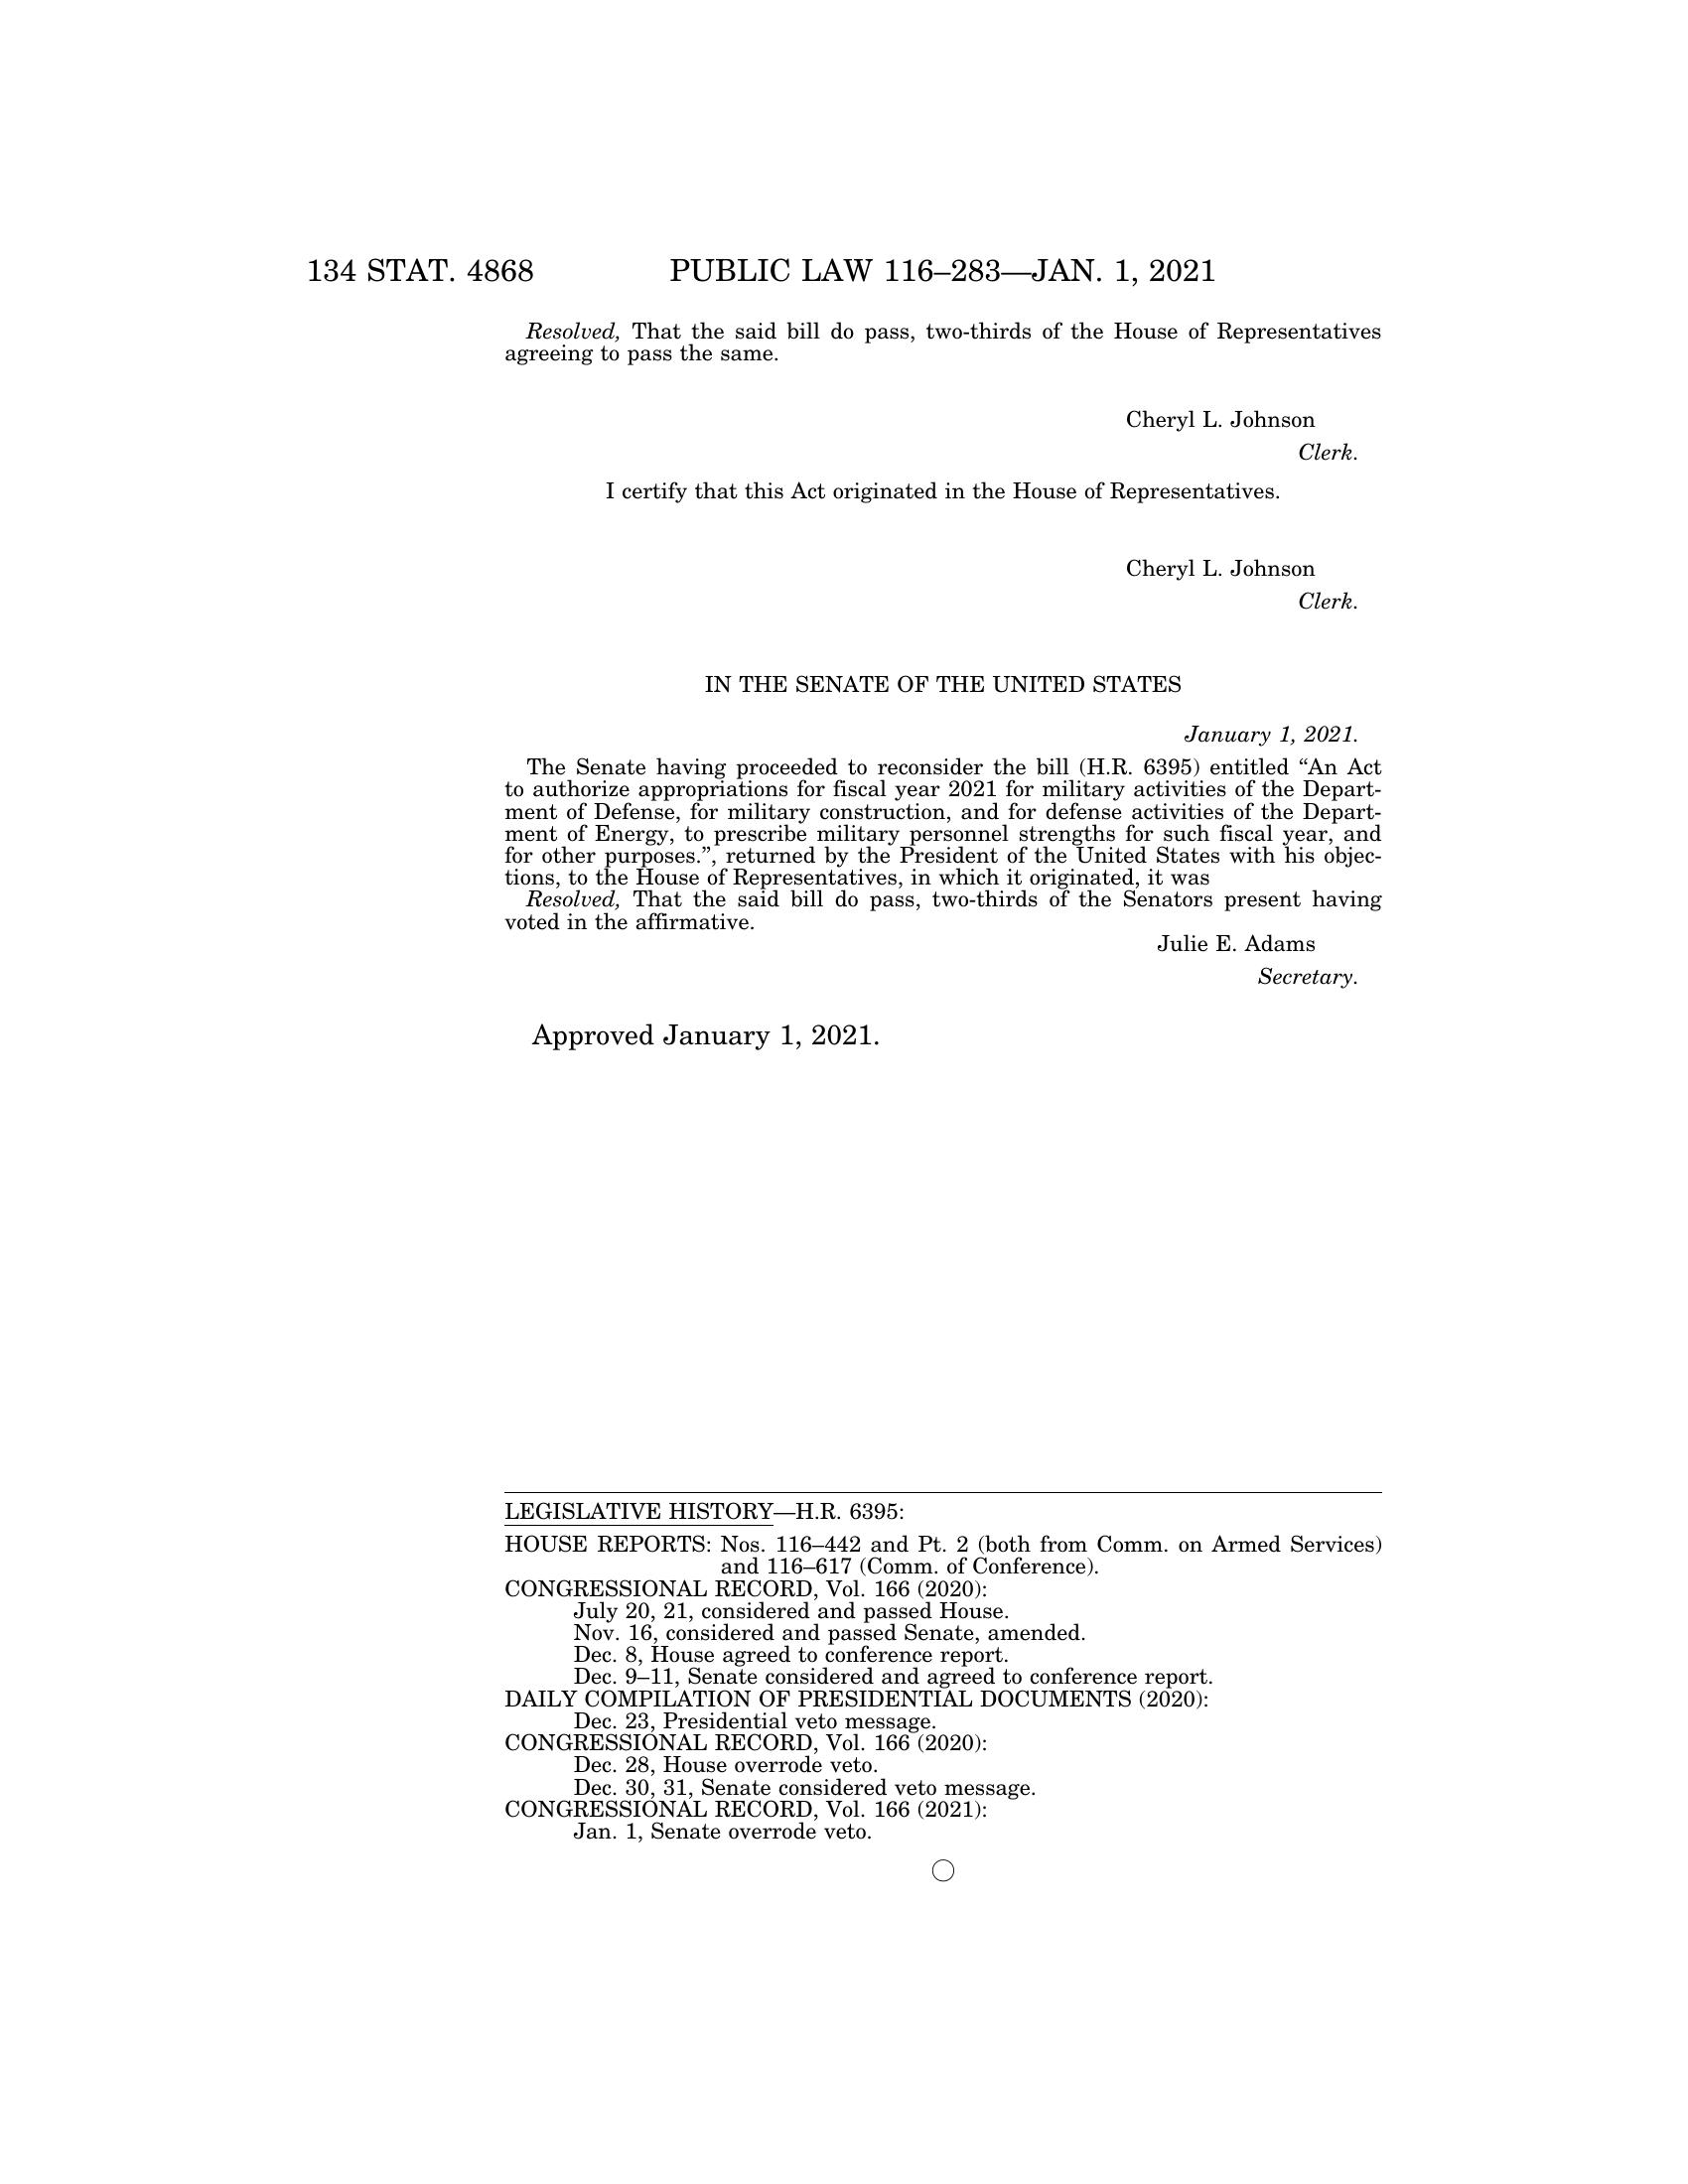 134 STAT. 4868 PUBLIC LAW 116–283—JAN. 1, 2021
Resolved, That the said bill do pass, two-thirds of the House of Representatives
agreeing to pass the same.
Cheryl L. Johnson
Clerk.
I certify that this Act originated in the House of Representatives.
Cheryl L. Johnson
Clerk.
IN THE SENATE OF THE UNITED STATES
January 1, 2021.
The Senate having proceeded to reconsider the bill (H.R. 6395) entitled “An Act
to authorize appropriations for fiscal year 2021 for military activities of the Depart-
ment of Defense, for military construction, and for defense activities of the Depart-
ment of Energy, to prescribe military personnel strengths for such fiscal year, and
for other purposes.”, returned by the President of the United States with his objec-
tions, to the House of Representatives, in which it originated, it was
Resolved, That the said bill do pass, two-thirds of the Senators present having
voted in the affirmative.
Julie E. Adams
Secretary.
Approved January 1, 2021.
LEGISLATIVE HISTORY—H.R. 6395:
HOUSE REPORTS: Nos. 116–442 and Pt. 2 (both from Comm. on Armed Services)
and 116–617 (Comm. of Conference).
CONGRESSIONAL RECORD, Vol. 166 (2020):
July 20, 21, considered and passed House.
Nov. 16, considered and passed Senate, amended.
Dec. 8, House agreed to conference report.
Dec. 9–11, Senate considered and agreed to conference report.
DAILY COMPILATION OF PRESIDENTIAL DOCUMENTS (2020):
Dec. 23, Presidential veto message.
CONGRESSIONAL RECORD, Vol. 166 (2020):
Dec. 28, House overrode veto.
Dec. 30, 31, Senate considered veto message.
CONGRESSIONAL RECORD, Vol. 166 (2021):
Jan. 1, Senate overrode veto.